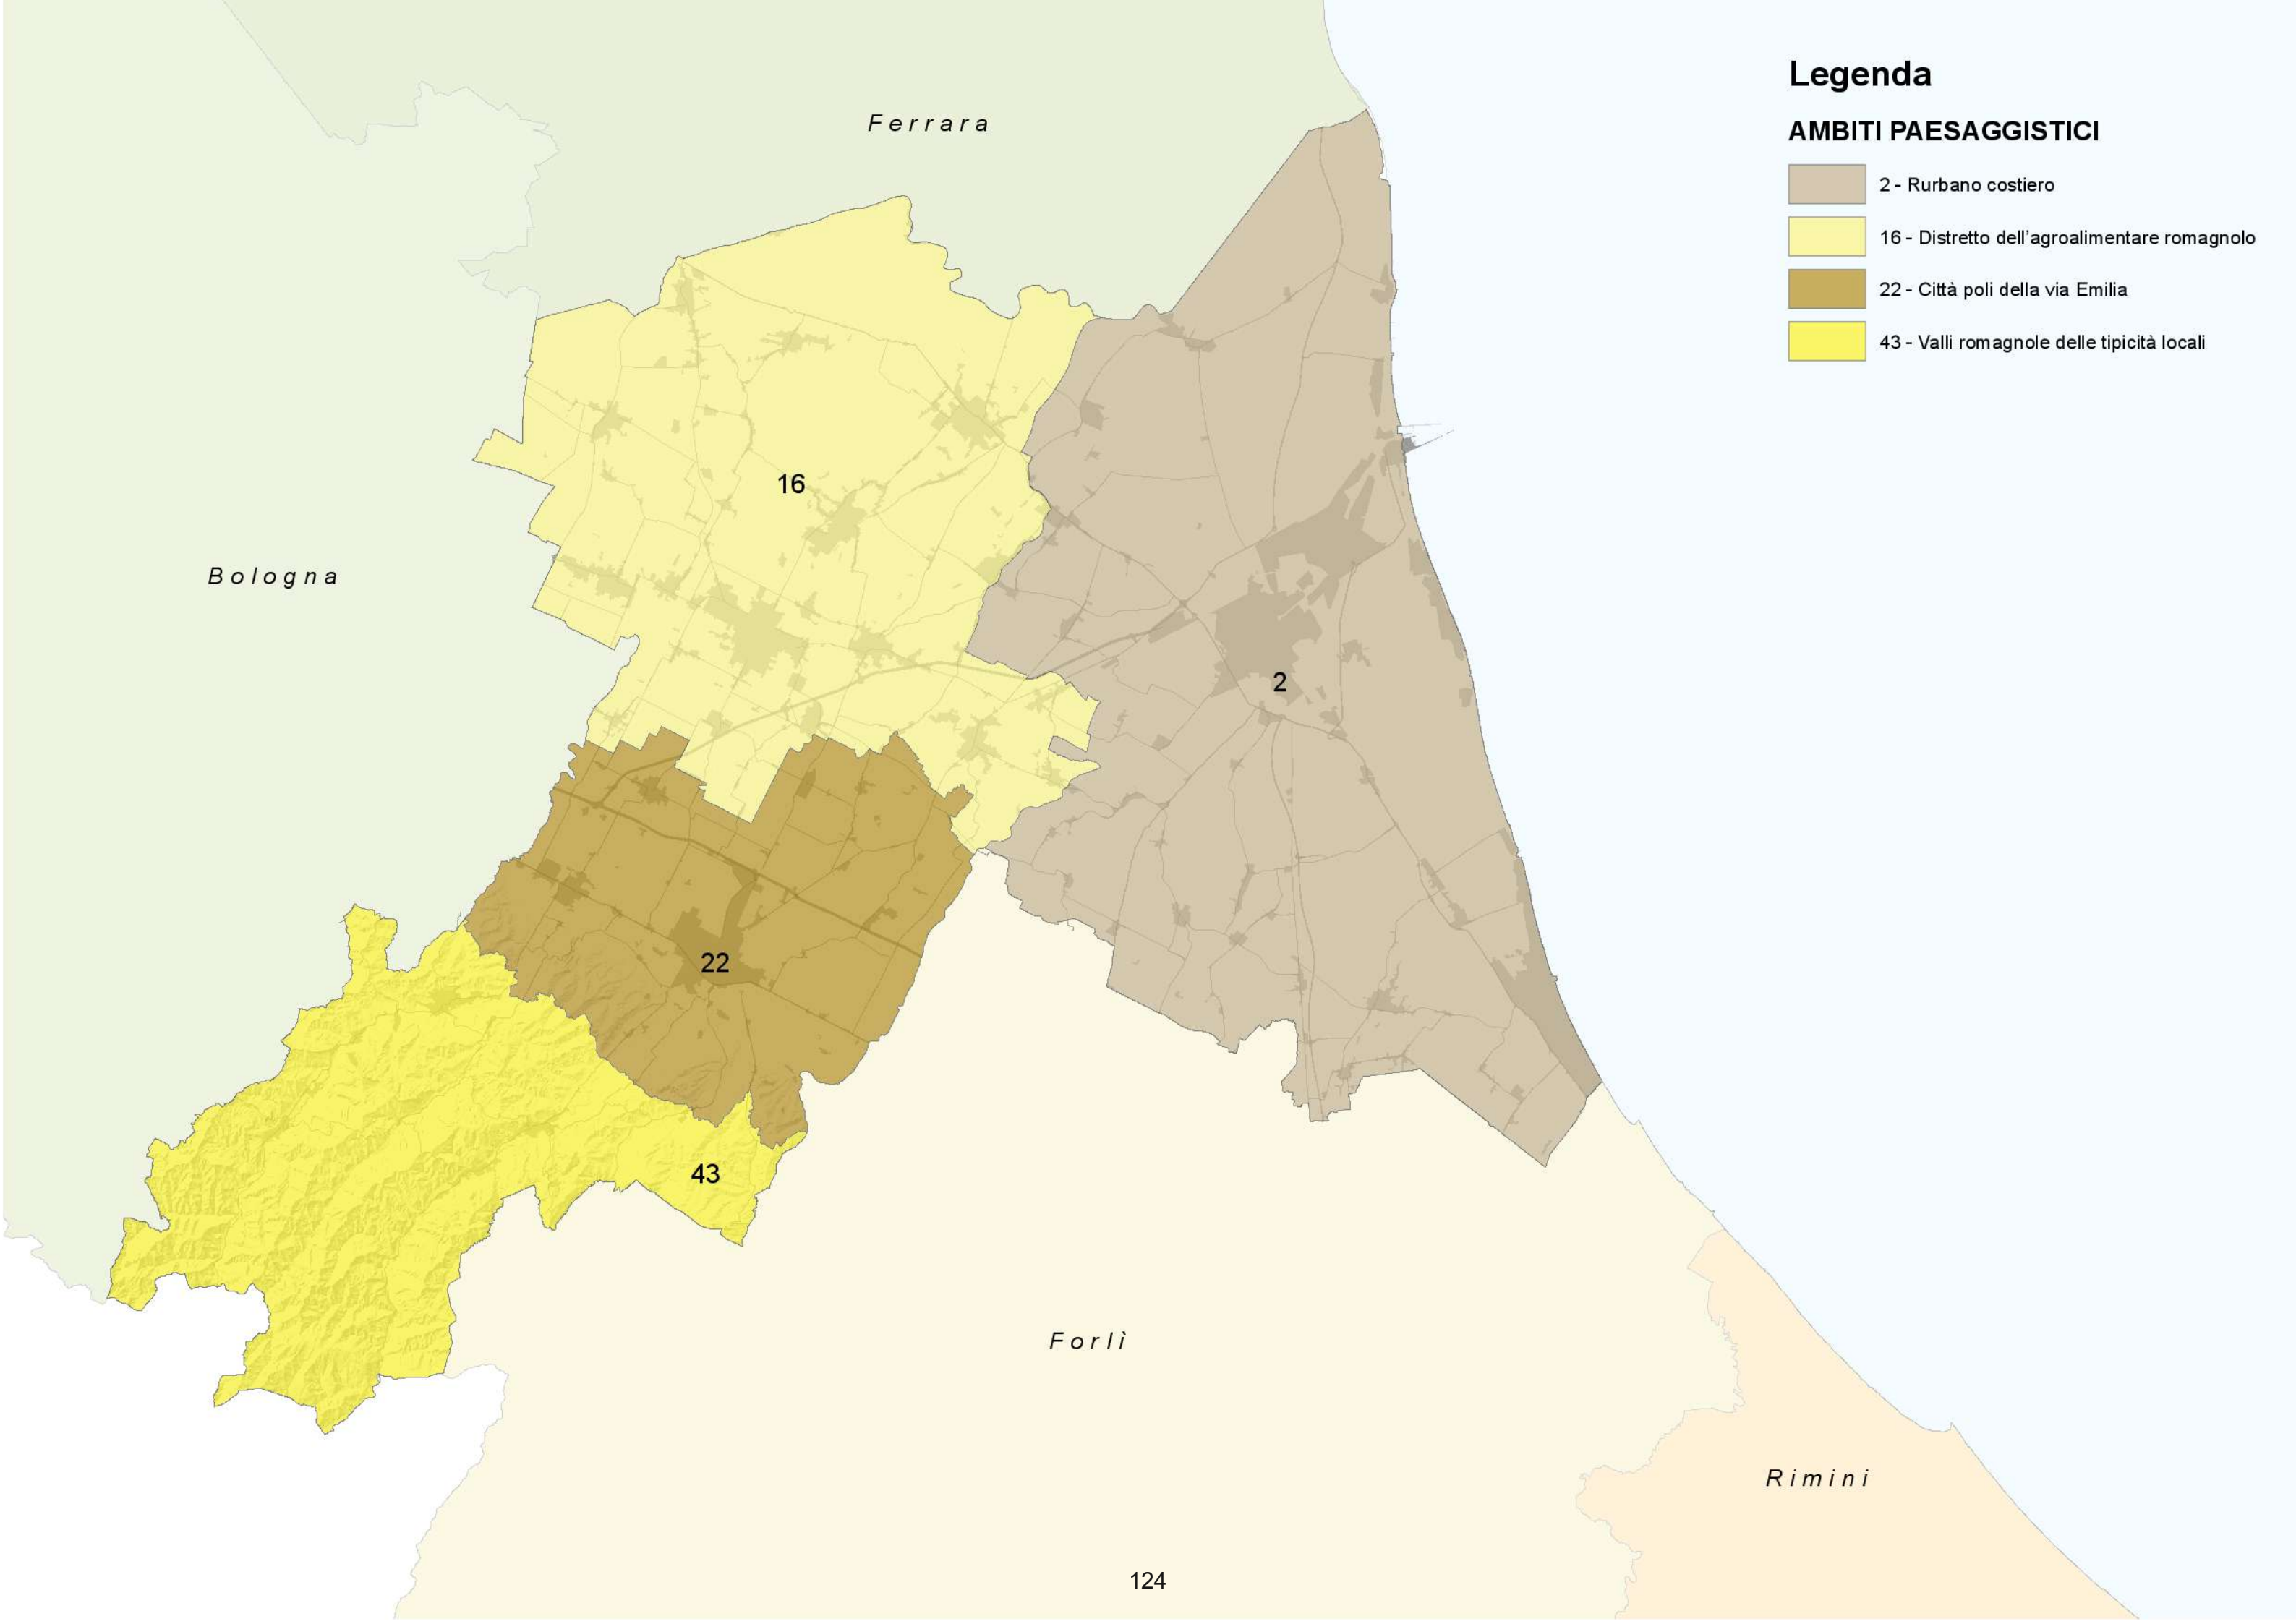 Legenda
AMBITI PAESAGGISTICI
2 - Rurbano costiero
16 - Distretto dell'agroalimentare romagnolo
22 - Città poli della via Emilia
43 - Valli romagnole delle tipicità locali
Ferrara
16
Bologna
2
22
43
Forlì
Rimini
124